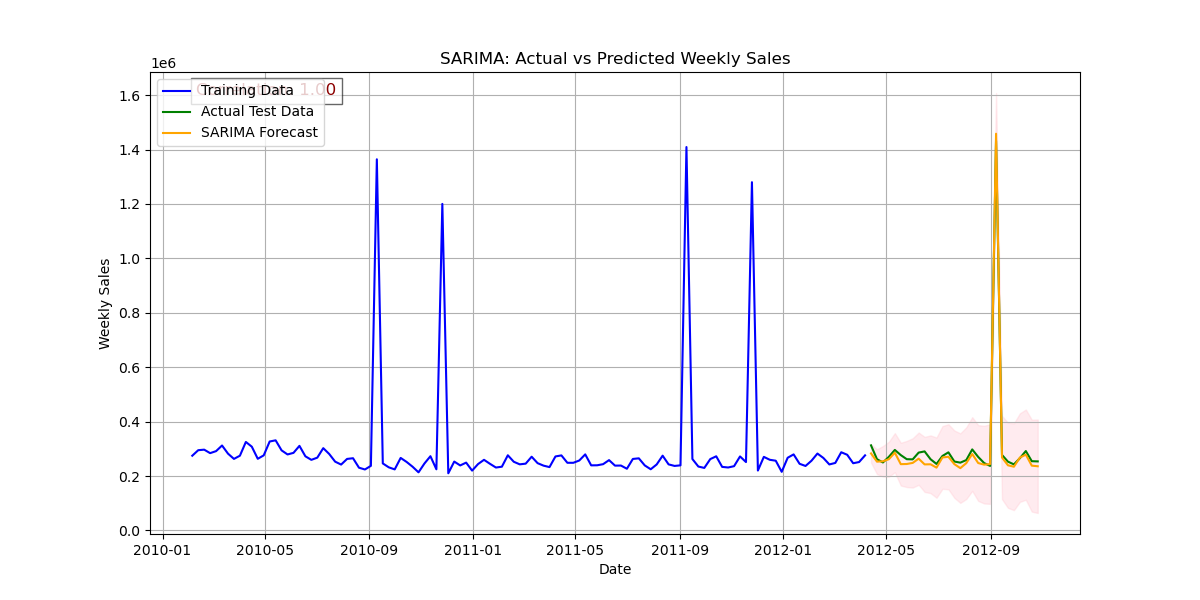 SARIMA: Actual vs Predicted Weekly Sales
1e6
1.00
Training Data
Actual Test Data
SARIMA Forecast
1.6
1.4
1.2
1.0
0.8
0.6
0.4
0.2
0.0
Weekly Sales
2010-01 2010-05 2010-09 2011-01 2011-05 2011-09 2012-01 2012-05 2012-09
Date